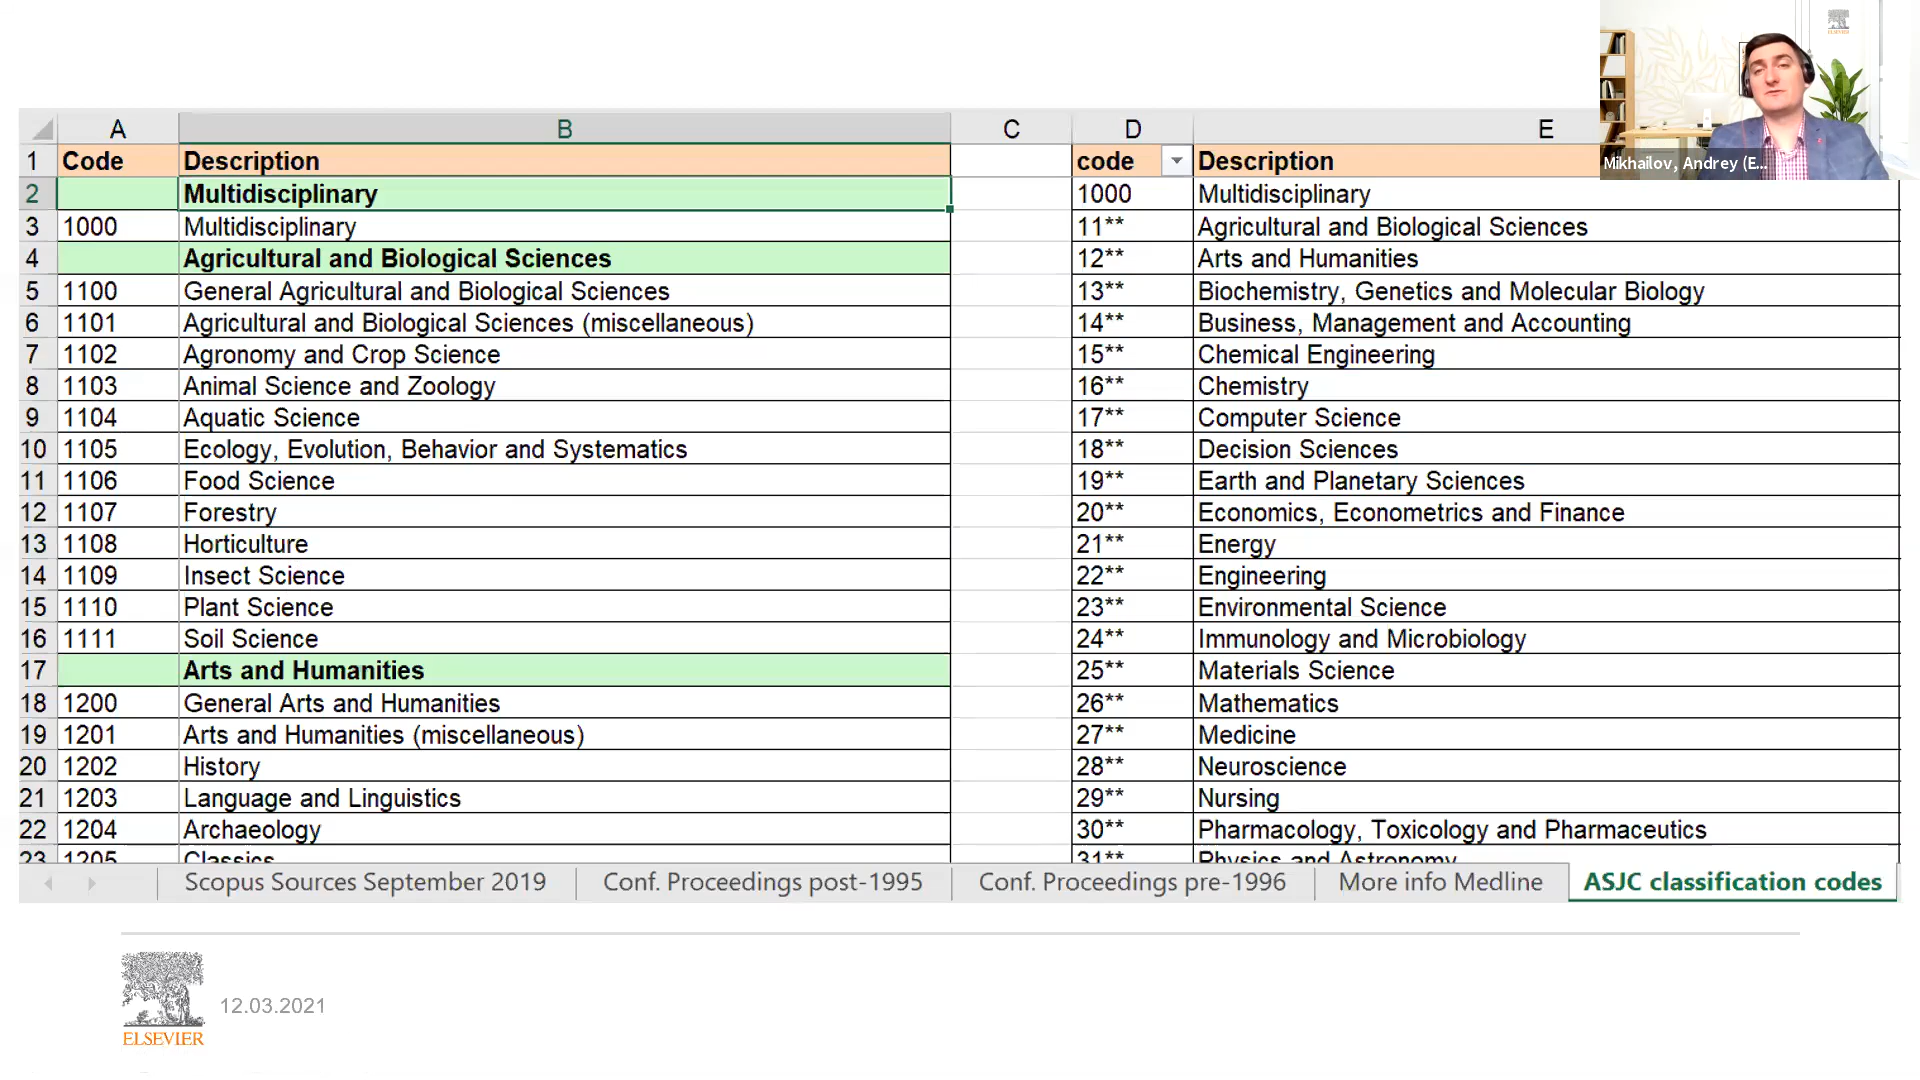 A B C D E
1 Code Description code Description
2 Multidisciplinary 1000 Multidisciplinary
3 1000 Multidisciplinary 11** Agricultural and Biological Sciences
4 Agricultural and Biological Sciences 12** Arts and Humanities
5 1100 General Agricultural and Biological Sciences 13** Biochemistry, Genetics and Molecular Biology
6 1101 Agricultural and Biological Sciences (miscellaneous) 14** Business, Management and Accounting
7 1102 Agronomy and Crop Science 15** Chemical Engineering
8 1103 Animal Science and Zoology 16** Chemistry
9 1104 Aquatic Science 17** Computer Science
10 1105 Ecology, Evolution, Behavior and Systematics 18** Decision Sciences
11 1106 Food Science 19** Earth and Planetary Sciences
12 1107 Forestry 20** Economics, Econometrics and Finance
13 1108 Horticulture 21** Energy
14 1109 Insect Science 22** Engineering
15 1110 Plant Science 23** Environmental Science
16 1111 Soil Science 24** Immunology and Microbiology
17 Arts and Humanities 25** Materials Science
18 1200 General Arts and Humanities 26** Mathematics
19 1201 Arts and Humanities (miscellaneous) 27** Medicine
20 1202 History 28** Neuroscience
21 1203 Language and Linguistics 29** Nursing
22 1204 Archaeology 30** Pharmacology, Toxicology and Pharmaceutics
23 1205 Classics 31** Physics and Astronomy
Scopus Sources September 2019 Conf. Proceedings post-1995 Conf. Proceedings pre-1996 More info Medline ASJC classification codes
Mikhailov, Andrey (E...
ELSEVIER
12.03.2021